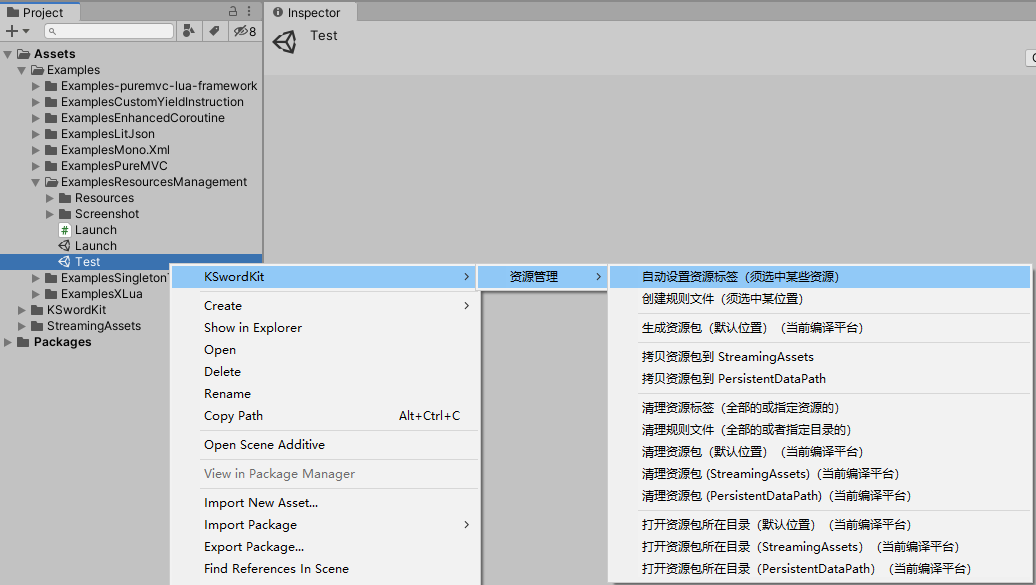 Project
8
Assets
Examples
Examples-puremvc-lua-framework
ExamplesCustomYieldInstruction
ExamplesEnhancedCoroutine
ExamplesLitJson
ExamplesMono.Xml
ExamplesPureMVC
ExamplesResourcesManagement
Resources
Screenshot
Launch
Launch
Test
ExamplesSingleton
ExamplesXLua
KSwordKit
StreamingAssets
Packages
Inspector
Test
KSwordKit
Create
Show in Explorer
Open
Delete
Rename
Copy Path Alt+Ctrl+C
Open Scene Additive
View in Package Manager
Import New Asset...
Import Package
Export Package...
Find References In Scene
资源管理
自动设置资源标签（须选中某些资源）
创建规则文件（须选中某位置）
生成资源包（默认位置）（当前编译平台）
拷贝资源包到 StreamingAssets
拷贝资源包到 PersistentDataPath
清理资源标签（全部的或指定资源的）
清理规则文件（全部的或者指定目录的）
清理资源包（默认位置）（当前编译平台）
清理资源包 (StreamingAssets)（当前编译平台）
清理资源包 (PersistentDataPath)（当前编译平台）
打开资源包所在目录（默认位置）（当前编译平台）
打开资源包所在目录（StreamingAssets）（当前编译平台）
打开资源包所在目录（PersistentDataPath）（当前编译平台）